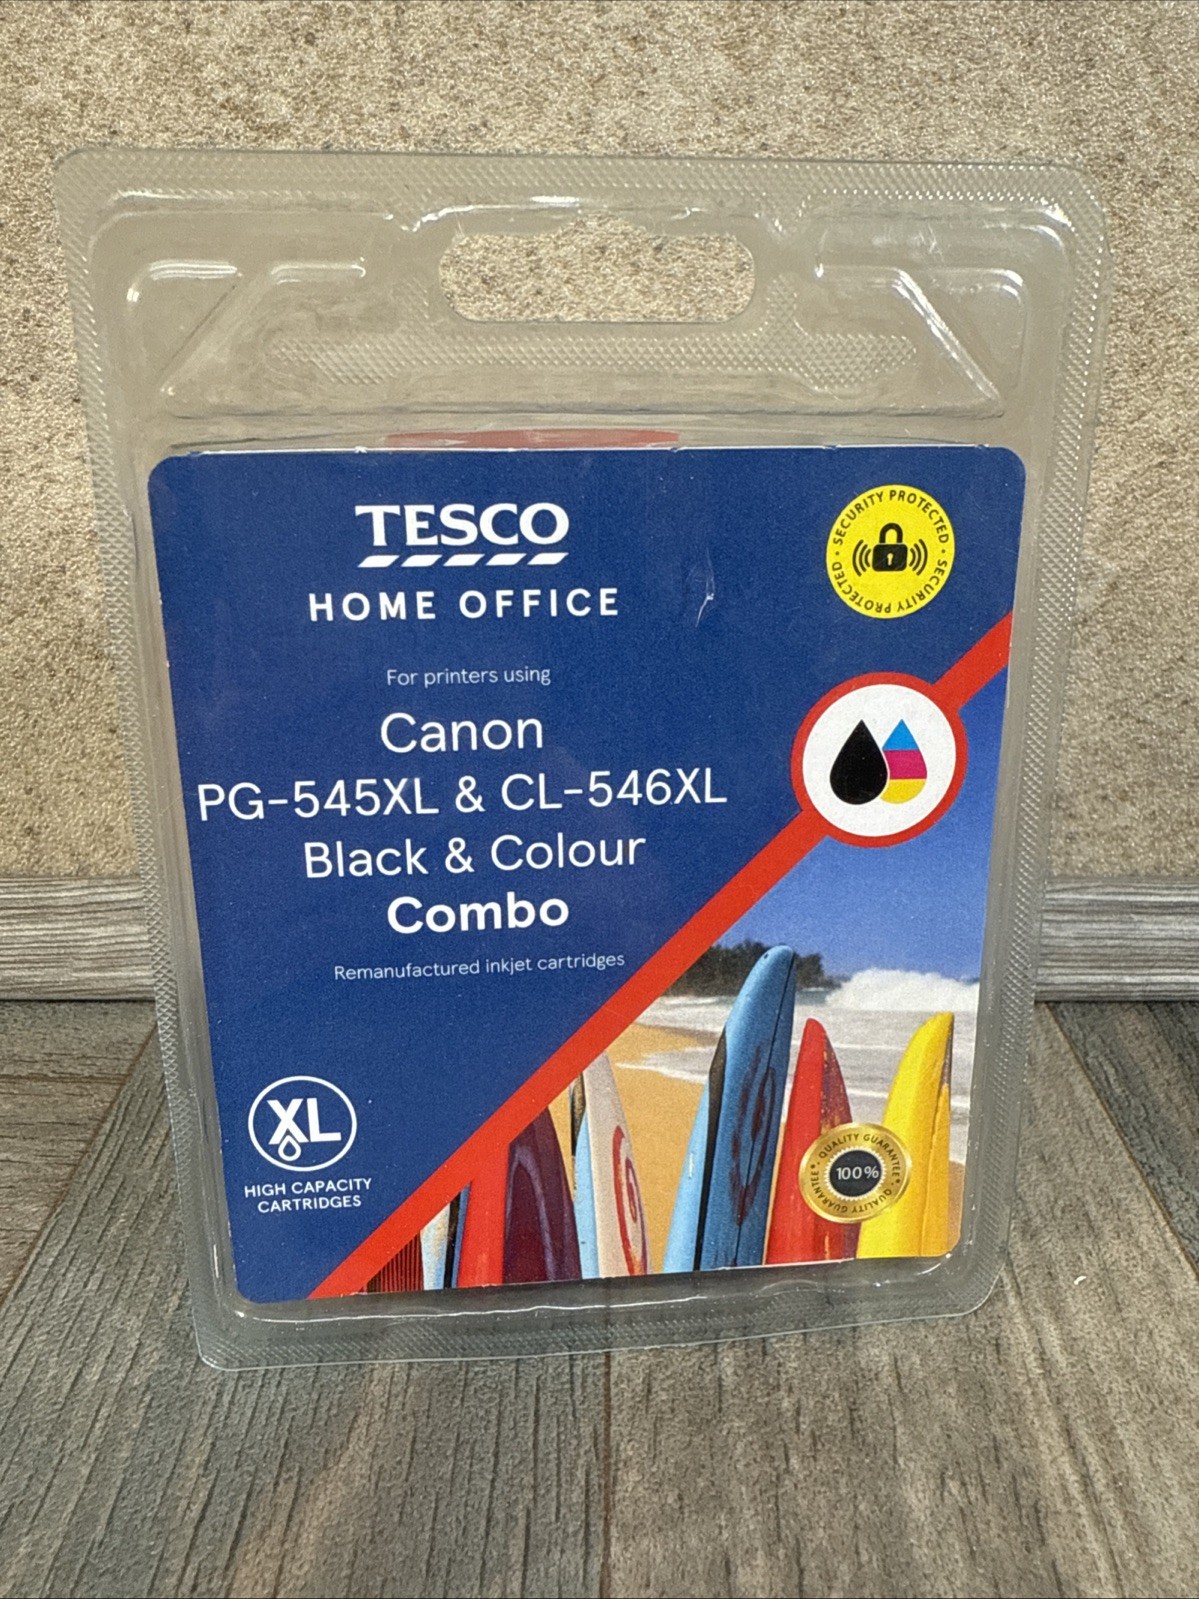 TESCO
HOME OFFICE
SECURITY PROTECTED • SECURITY PROTECTED •
For printers using
Canon
PG-545XL & CL-546XL
Black & Colour
Combo
Remanufactured inkjet cartridges
XL
HIGH CAPACITY
CARTRIDGES
QUALITY GUARANTEE* • QUALITY GUARANTEE* •
100%